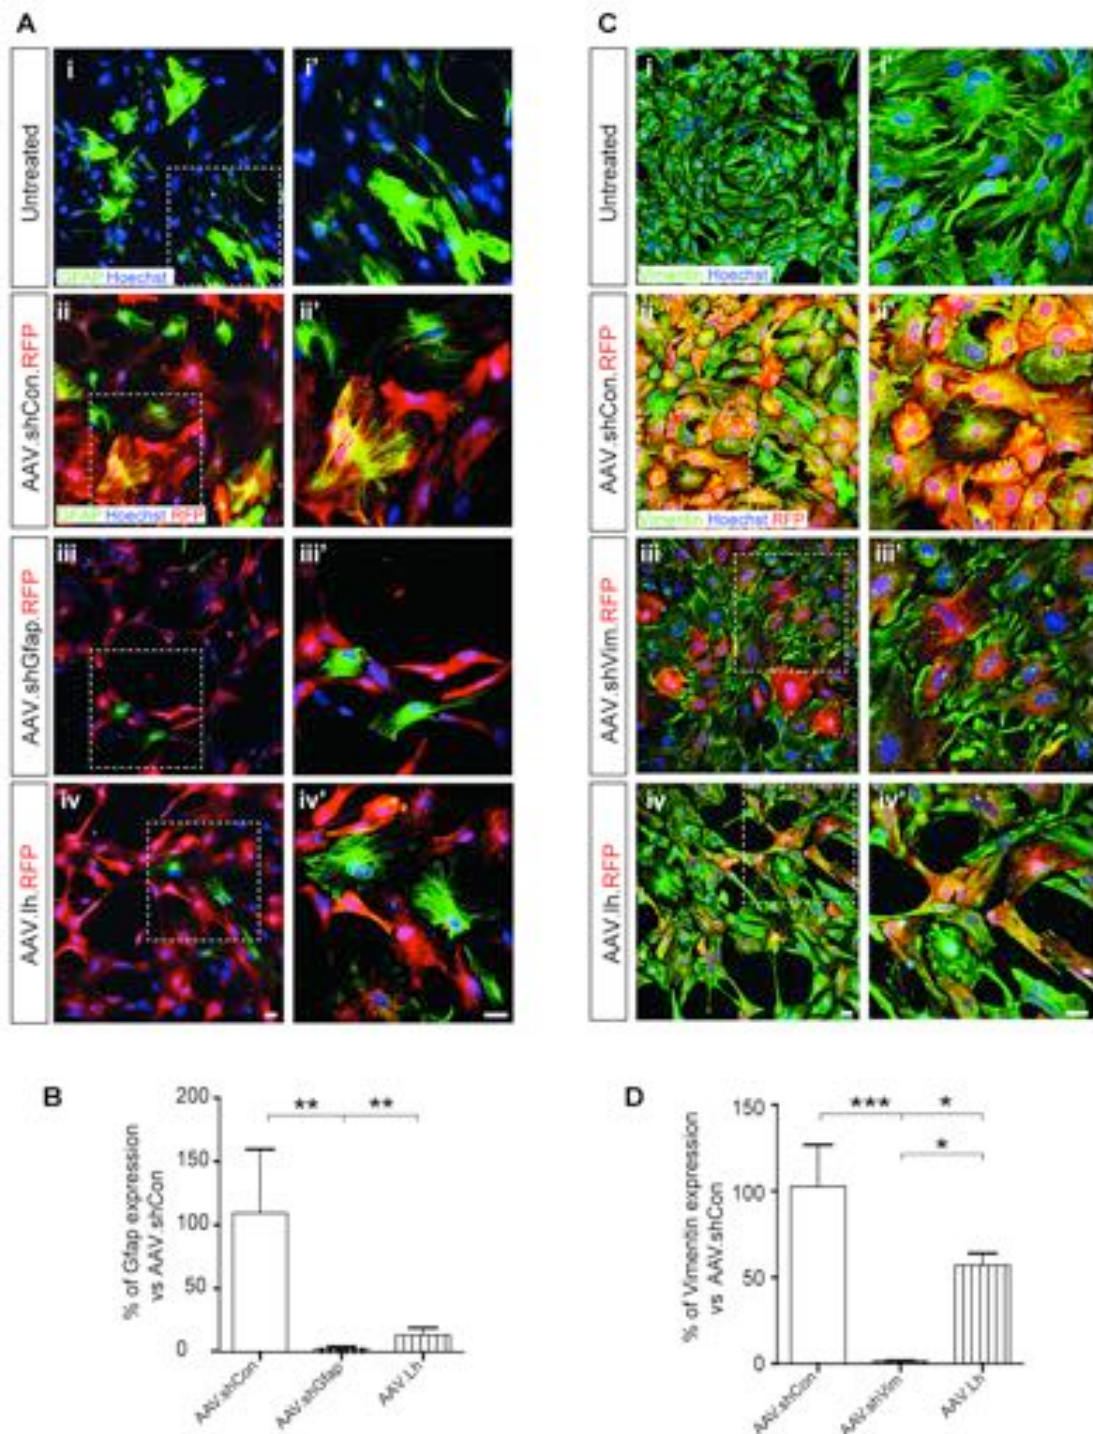 A
C
Untreated
i
i'
GFAP Hoechst
Untreated
i
i'
Vimentin Hoechst
AAV.shCon.RFP
ii
ii'
GFAP Hoechst RFP
AAV.shCon.RFP
ii
ii'
Vimentin Hoechst RFP
AAV.shGfap.RFP
iii
iii'
AAV.shVim.RFP
iii
iii'
AAV.lh.RFP
iv
iv'
AAV.lh.RFP
iv
iv'
B
% of Gfap expression
vs AAV.shCon
200
150
100
50
0
** **
AAV.shCon
AAV.shGfap
AAV.Lh
D
% of Vimentin expression
vs AAV.shCon
150
100
50
0
*** *
*
AAV.shCon
AAV.shVim
AAV.Lh